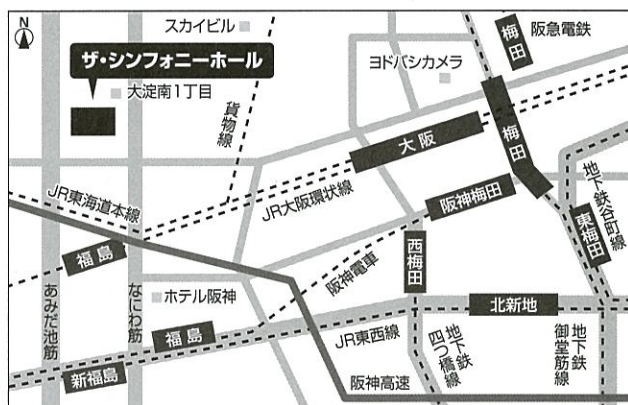 N
スカイビル
阪急電鉄
梅田
ザ・シンフォニーホール
ヨドバシカメラ
大淀南1丁目
貨物線
大阪
梅田
地下鉄谷町線
JR東海道本線
JR大阪環状線
阪神梅田
東梅田
福島
西梅田
阪神電車
あみだ池筋
なにわ筋
ホテル阪神
北新地
福島
JR東西線
地下鉄
四つ橋線
地下鉄
御堂筋線
新福島
阪神高速